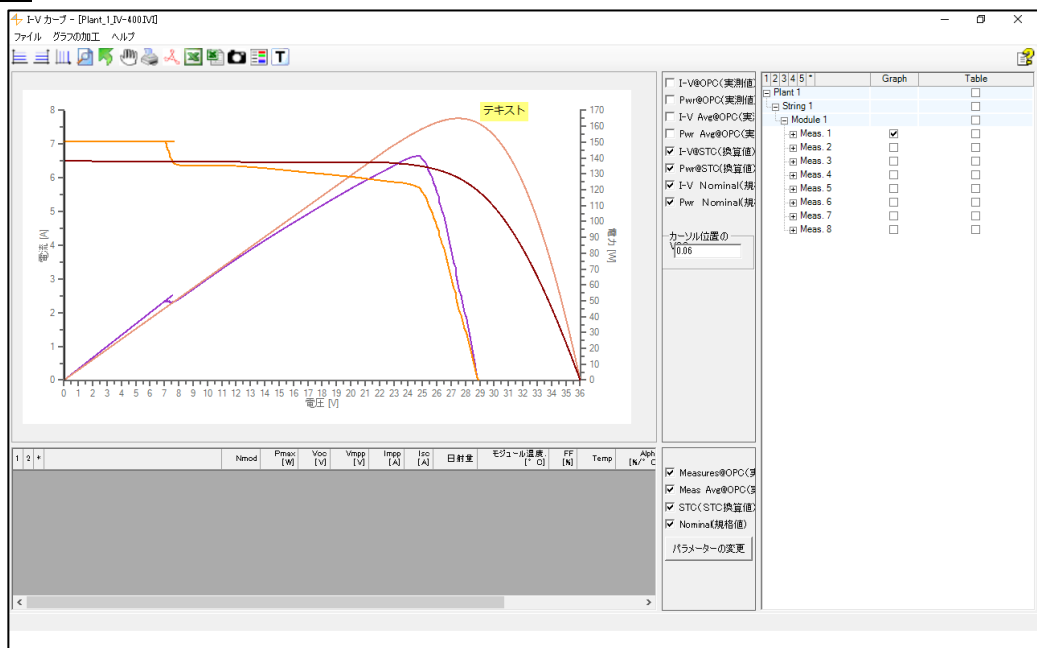 I-V カーブ - [Plant_1_IV-400.IVI]
ファイル グラフの加工 ヘルプ
T
テキスト
8
7
6
5
4
3
2
1
0
電流 [A]
170
160
150
140
130
120
110
100
90
80
70
60
50
40
30
20
10
0
電力 [W]
0 1 2 3 4 5 6 7 8 9 10 11 12 13 14 15 16 17 18 19 20 21 22 23 24 25 26 27 28 29 30 31 32 33 34 35 36
電圧 [V]
I-V@OPC(実測値
Pwr@OPC(実測値
I-V Avg@OPC(実
Pwr Avg@OPC(実
I-V@STC(換算値)
Pwr@STC(換算値)
I-V Nominal(規
Pwr Nominal(規
カーソル位置の
0.06
1 2 3 4 5 * Graph Table
Plant 1
String 1
Module 1
Meas. 1
Meas. 2
Meas. 3
Meas. 4
Meas. 5
Meas. 6
Meas. 7
Meas. 8
1 2 * Nmod Pmax [W] Voc [V] Vmpp [V] Impp [A] Isc [A] 日射量 モジュール温度. [° C] FF [%] Temp Alph [%/° C
Measures@OPC(実
Meas Avg@OPC(実
STC(STC換算値)
Nominal(規格値)
パラメーターの変更